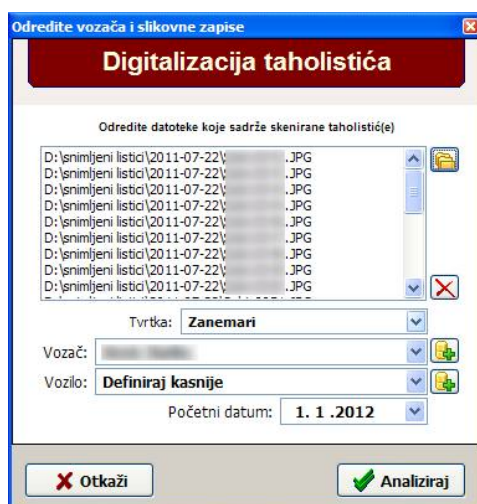 Odredite vozača i slikovne zapise
Digitalizacija taholistića
Odredite datoteke koje sadrže skenirane taholistić(e)
D:\snimljeni listici\2011-07-22\ .JPG
D:\snimljeni listici\2011-07-22\ .JPG
D:\snimljeni listici\2011-07-22\ .JPG
D:\snimljeni listici\2011-07-22\ .JPG
D:\snimljeni listici\2011-07-22\ .JPG
D:\snimljeni listici\2011-07-22\ .JPG
D:\snimljeni listici\2011-07-22\ .JPG
D:\snimljeni listici\2011-07-22\ .JPG
D:\snimljeni listici\2011-07-22\ .JPG
Tvrtka: Zanemari
Vozač:
Vozilo: Definiraj kasnije
Početni datum: 1. 1 .2012
Otkaži Analiziraj